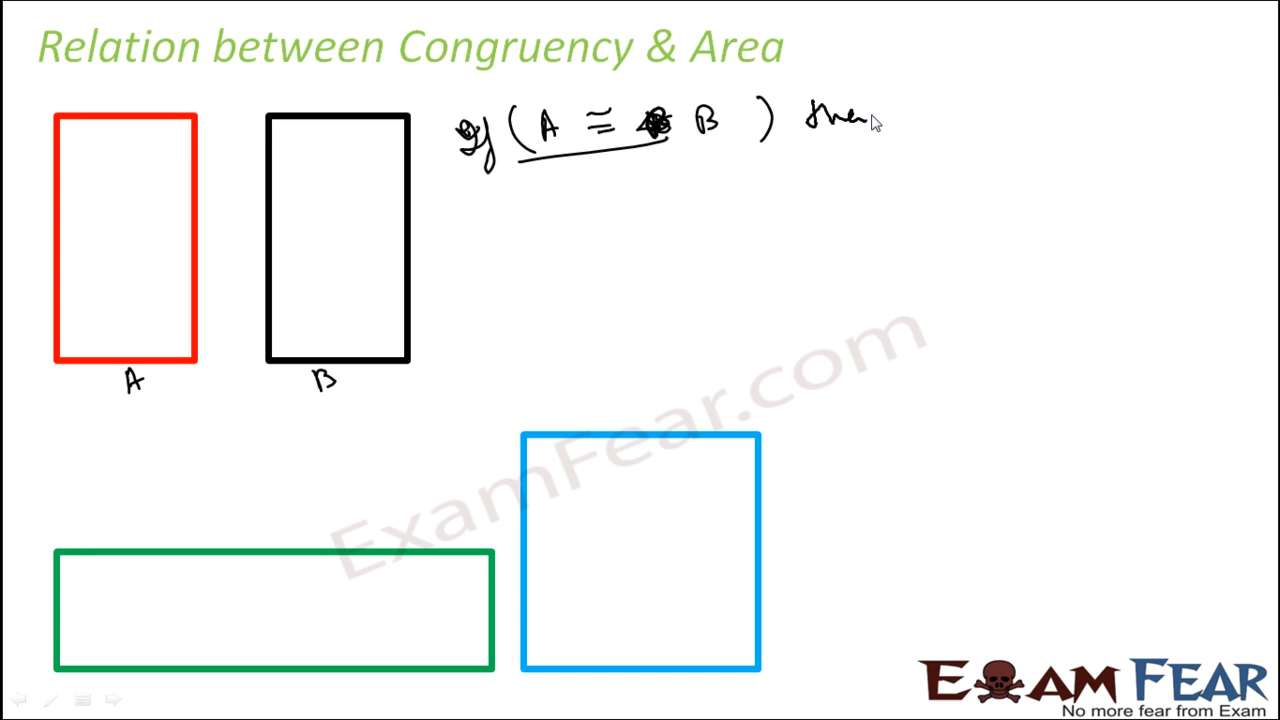 Relation between Congruency & Area
If (A ≅ B) then
A
B
ExamFear.com
EXAM FEAR
No more fear from Exam